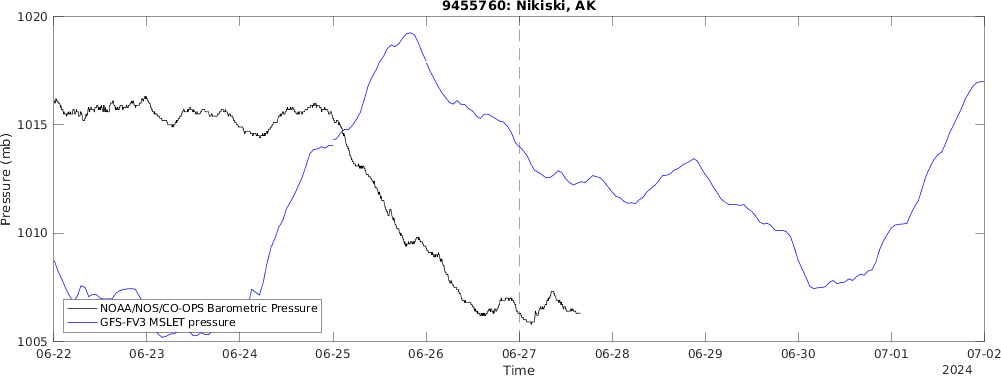 9455760: Nikiski, AK
1020
1015
1010
1005
Pressure (mb)
NOAA/NOS/CO-OPS Barometric Pressure
GFS-FV3 MSLET pressure
06-22 06-23 06-24 06-25 06-26 06-27 06-28 06-29 06-30 07-01 07-02
Time
2024